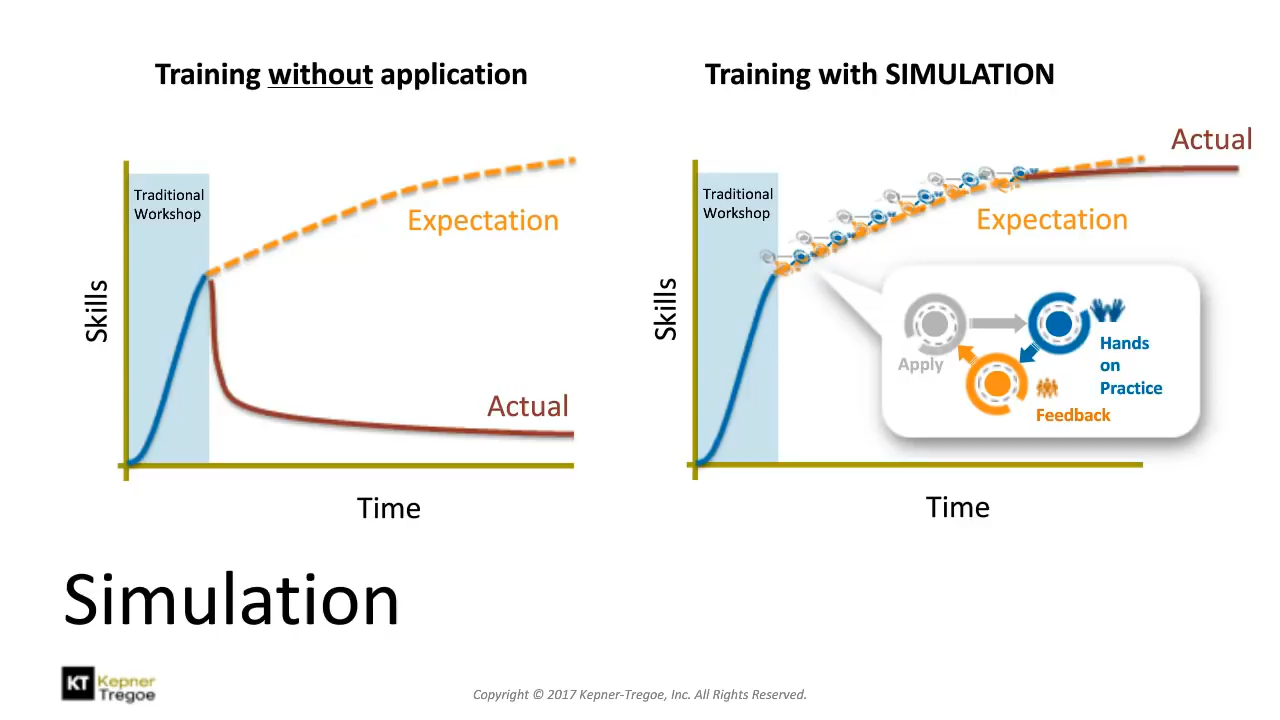 Training without application
Training with SIMULATION
Traditional
Workshop
Expectation
Actual
Skills
Time
Traditional
Workshop
Actual
Expectation
Skills
Apply
Hands
on
Practice
Feedback
Time
Simulation
KT Kepner
Tregoe
Copyright © 2017 Kepner-Tregoe, Inc. All Rights Reserved.